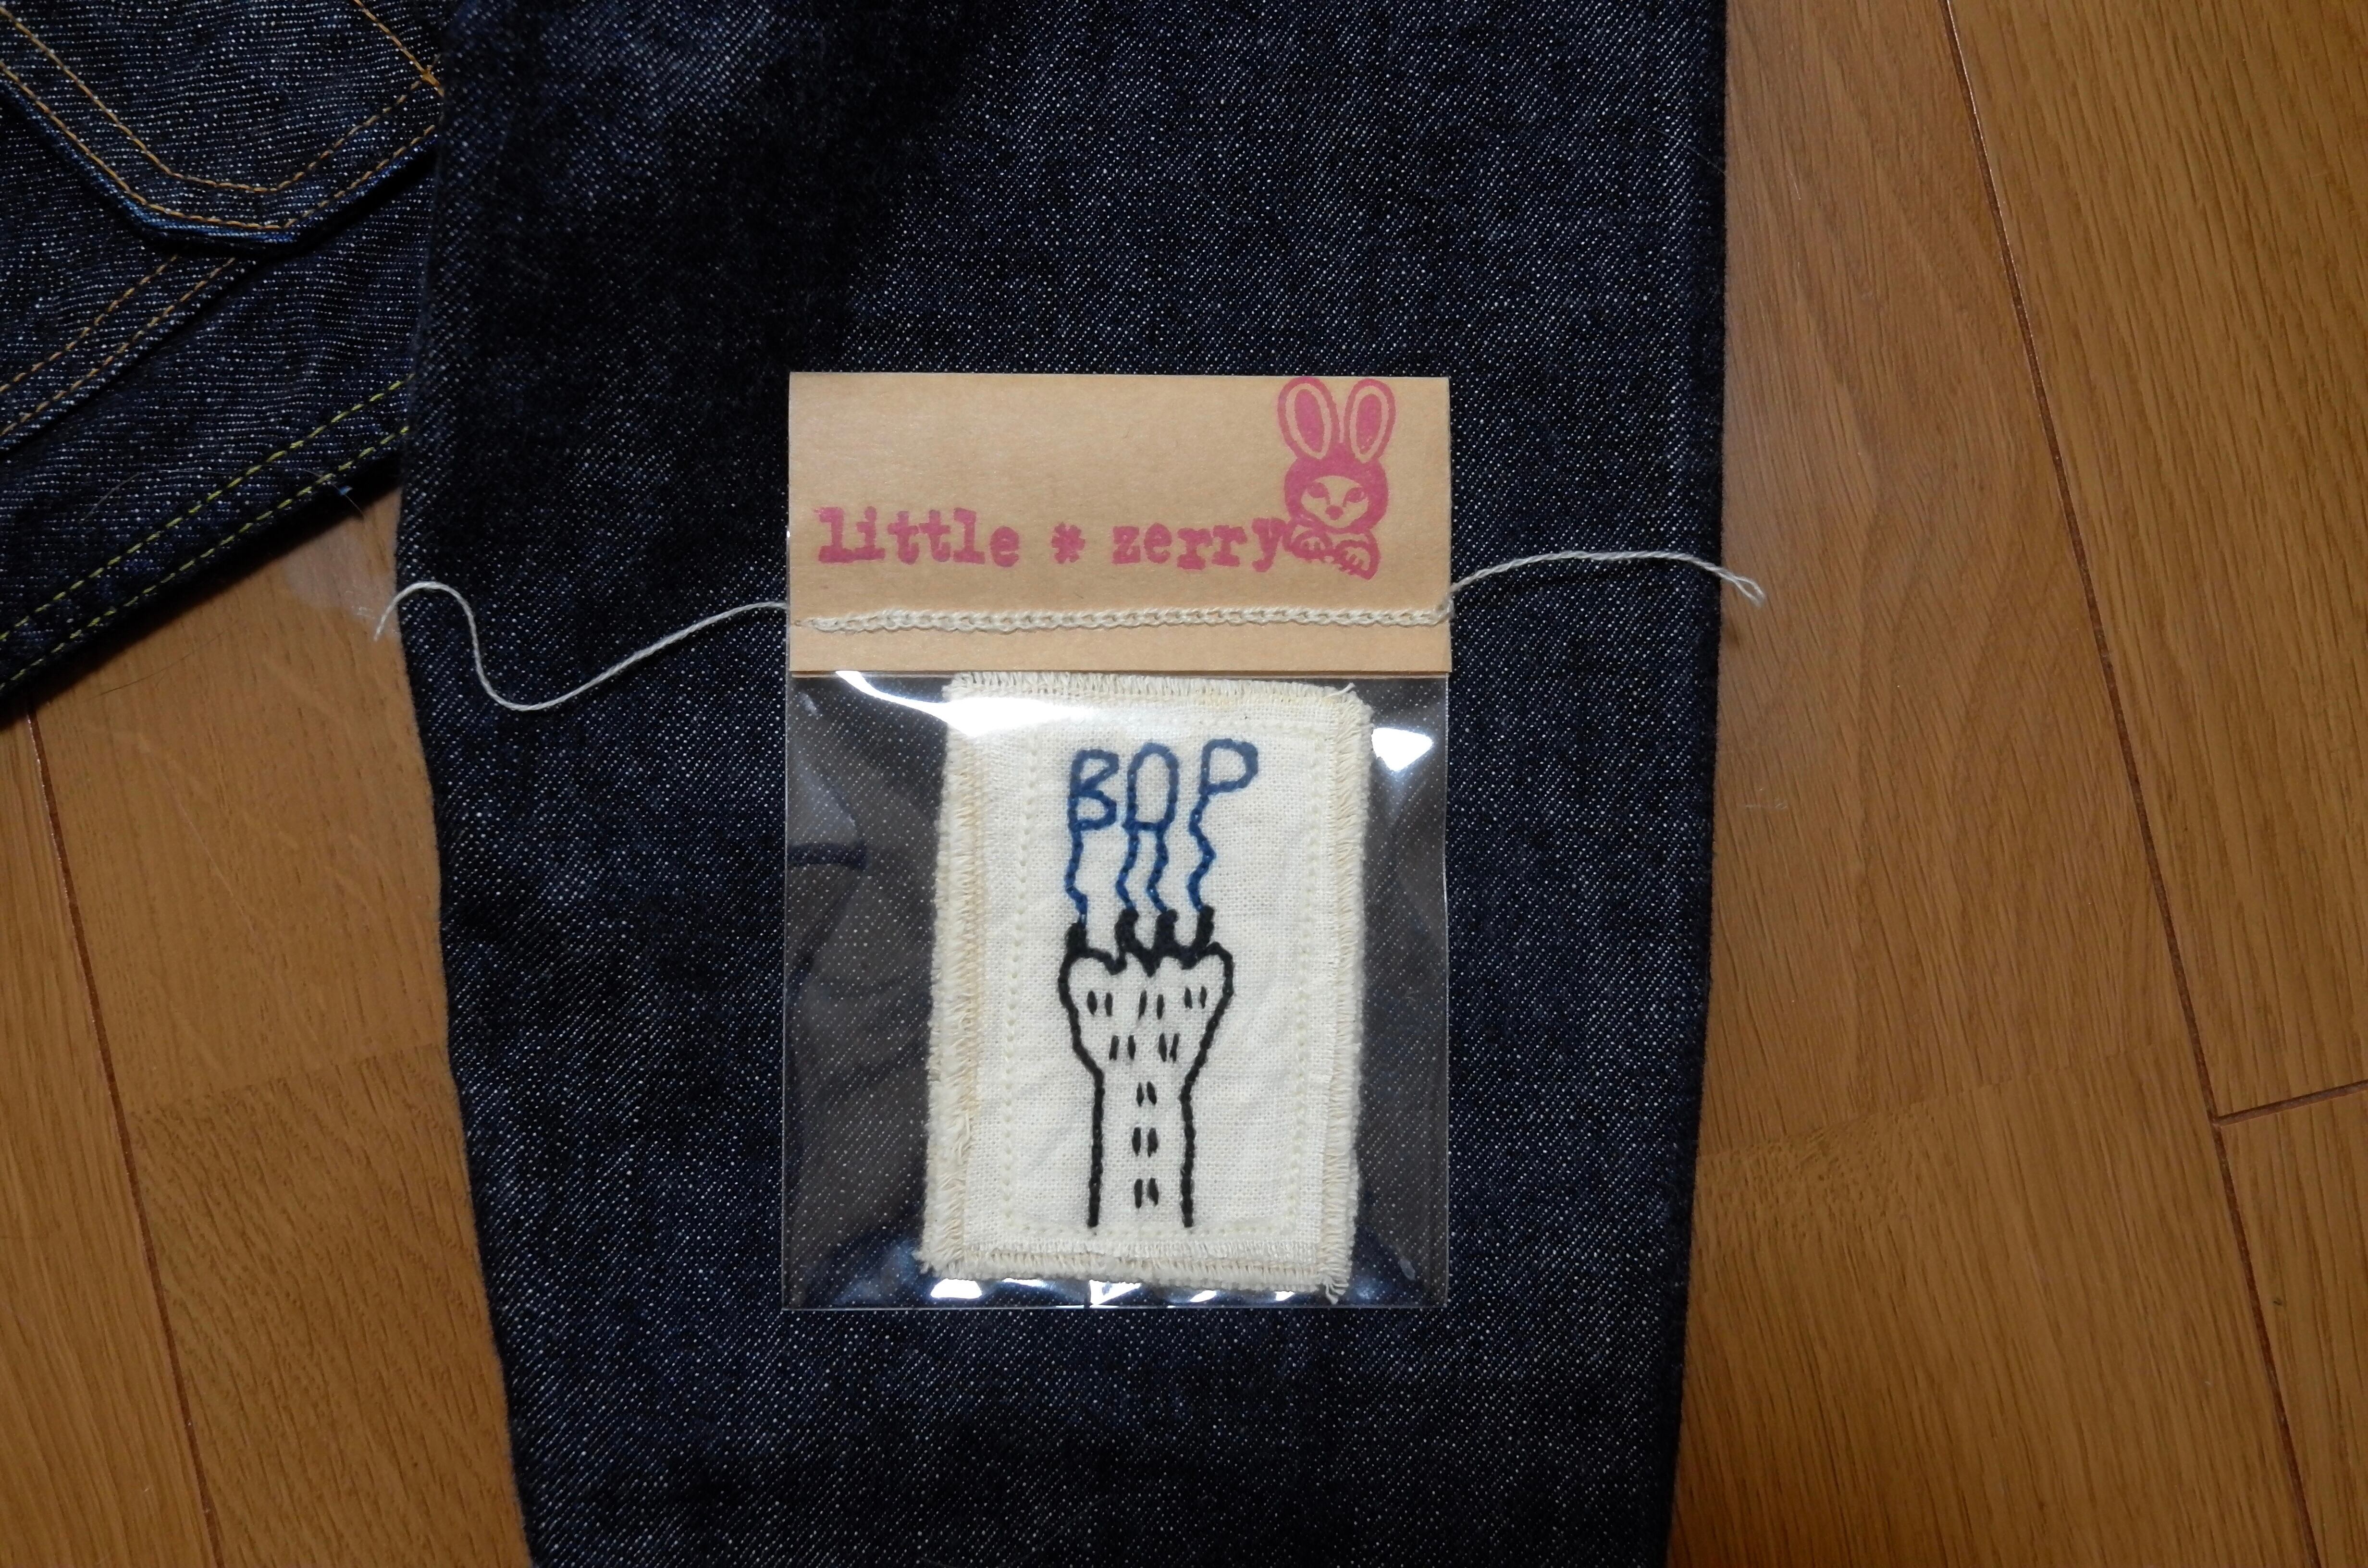 little * zerry
BOP